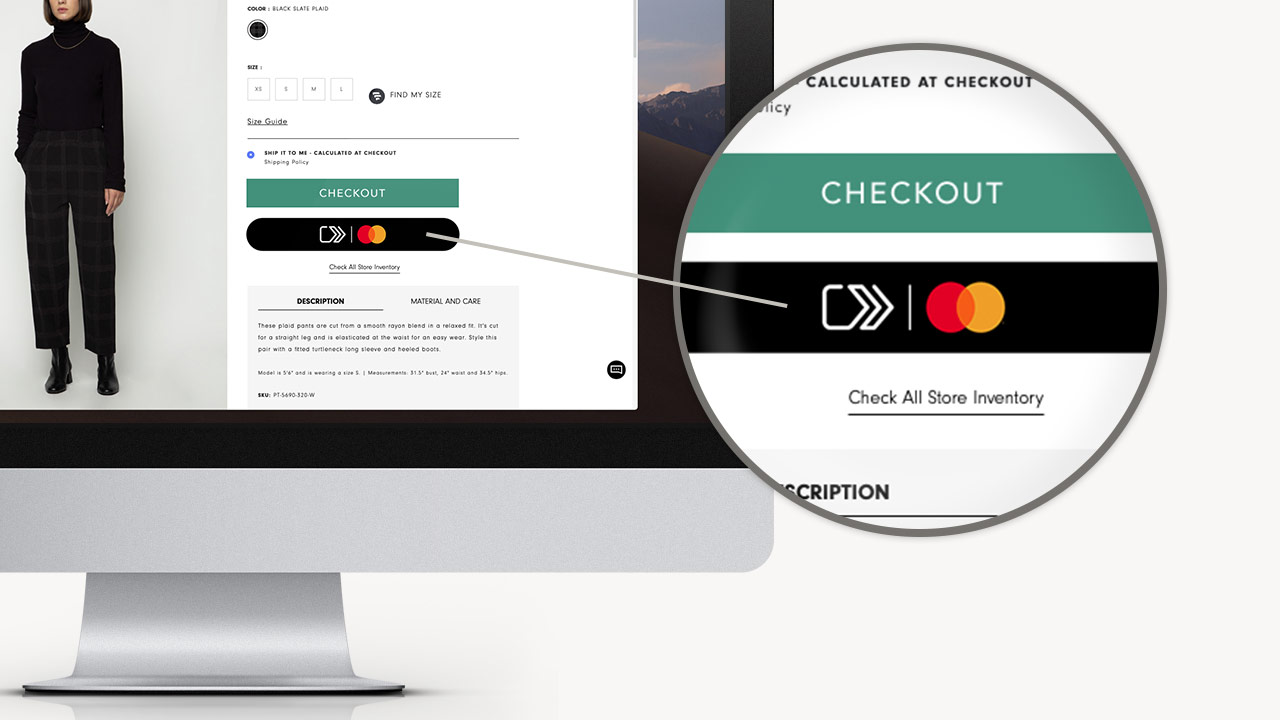 COLOR : BLACK SLATE PLAID
SIZE :
XS S M L
FIND MY SIZE
Size Guide
SHIP IT TO ME - CALCULATED AT CHECKOUT
Shipping Policy
CHECKOUT
Check All Store Inventory
DESCRIPTION MATERIAL AND CARE
These plaid pants are cut from a smooth rayon blend in a relaxed fit. It's cut
for a straight leg and is elasticated at the waist for an easy wear. Style this
pair with a fitted turtleneck long sleeve and heeled boots.
Model is 5'6" and is wearing a size S. | Measurements: 31.5" bust, 24" waist and 34.5" hips.
SKU: PT-5690-320-W
CALCULATED AT CHECKOUT
licy
CHECKOUT
Check All Store Inventory
SCRIPTION